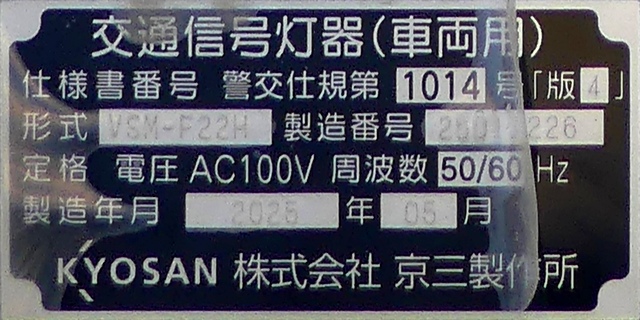 交通信号灯器(車両用)
仕様書番号 警交仕規第 1014 号「版4」
形式 VSM-F22H 製造番号
定格 電圧 AC100V 周波数 50/60 Hz
製造年月 2025 年 05 月
KYOSAN 株式会社 京三製作所